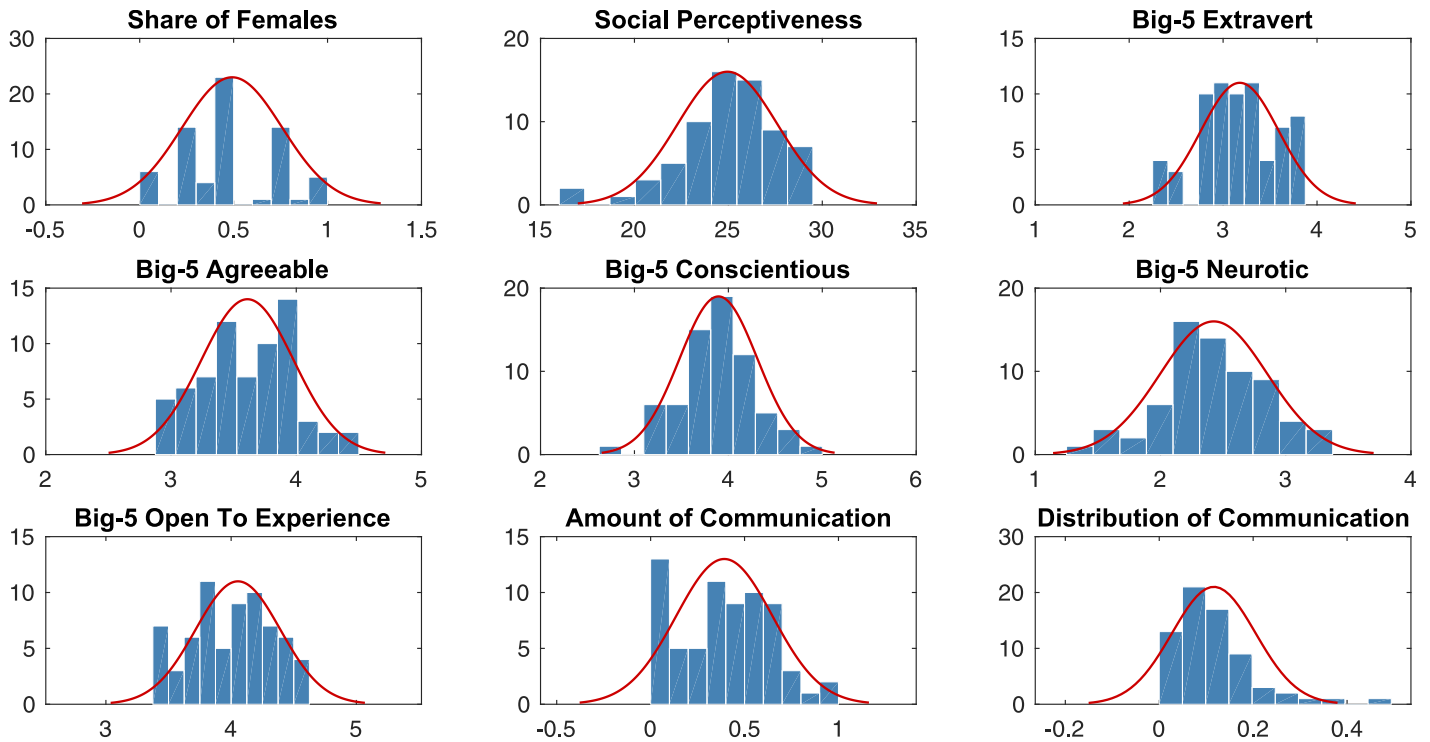 Share of Females
30
20
10
0
-0.5 0 0.5 1 1.5
Social Perceptiveness
20
10
0
15 20 25 30 35
Big-5 Extravert
15
10
5
0
1 2 3 4 5
Big-5 Agreeable
15
10
5
0
2 3 4 5
Big-5 Conscientious
20
10
0
2 3 4 5 6
Big-5 Neurotic
20
10
0
1 2 3 4
Big-5 Open To Experience
15
10
5
0
3 4 5
Amount of Communication
15
10
5
0
-0.5 0 0.5 1
Distribution of Communication
30
20
10
0
-0.2 0 0.2 0.4